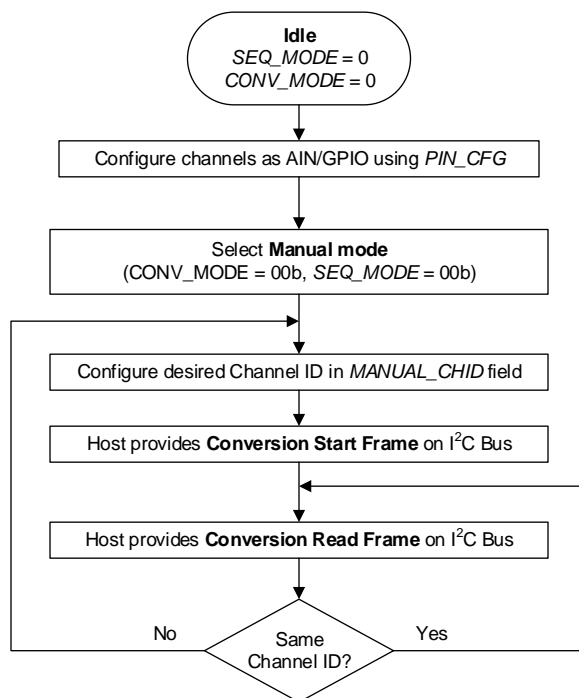 Idle
SEQ_MODE = 0
CONV_MODE = 0
Configure channels as AIN/GPIO using PIN_CFG
Select Manual mode
(CONV_MODE = 00b, SEQ_MODE = 00b)
Configure desired Channel ID in MANUAL_CHID field
Host provides Conversion Start Frame on I²C Bus
Host provides Conversion Read Frame on I²C Bus
No
Same
Channel ID?
Yes